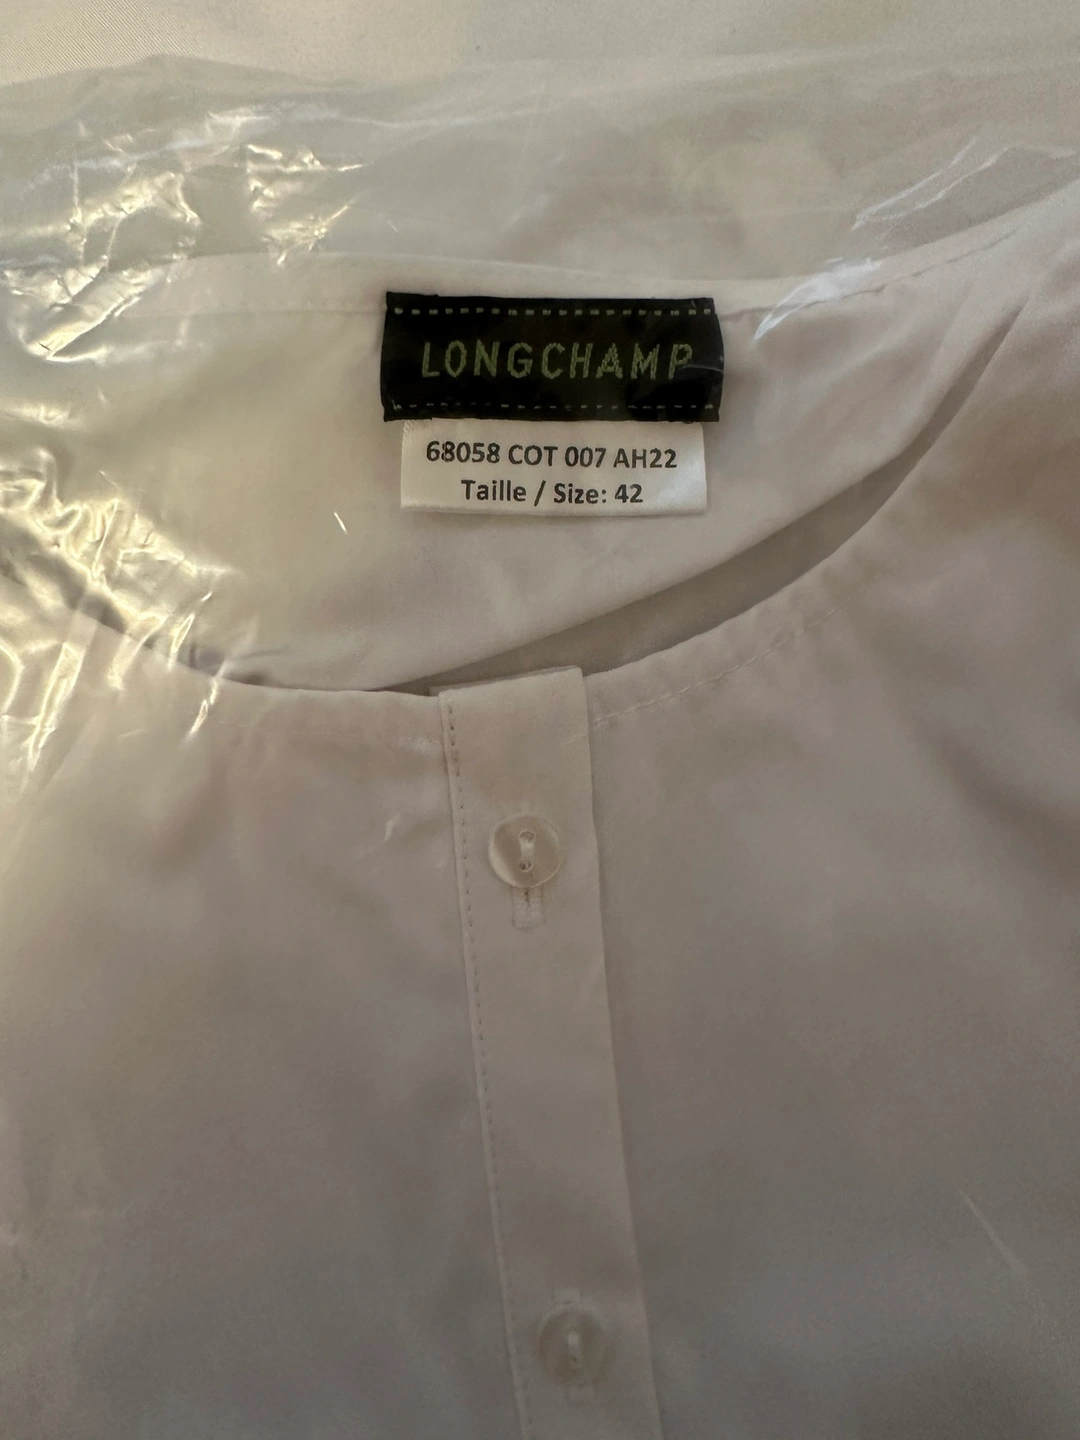 LONGCHAMP
68058 COT 007 AH22
Taille / Size: 42